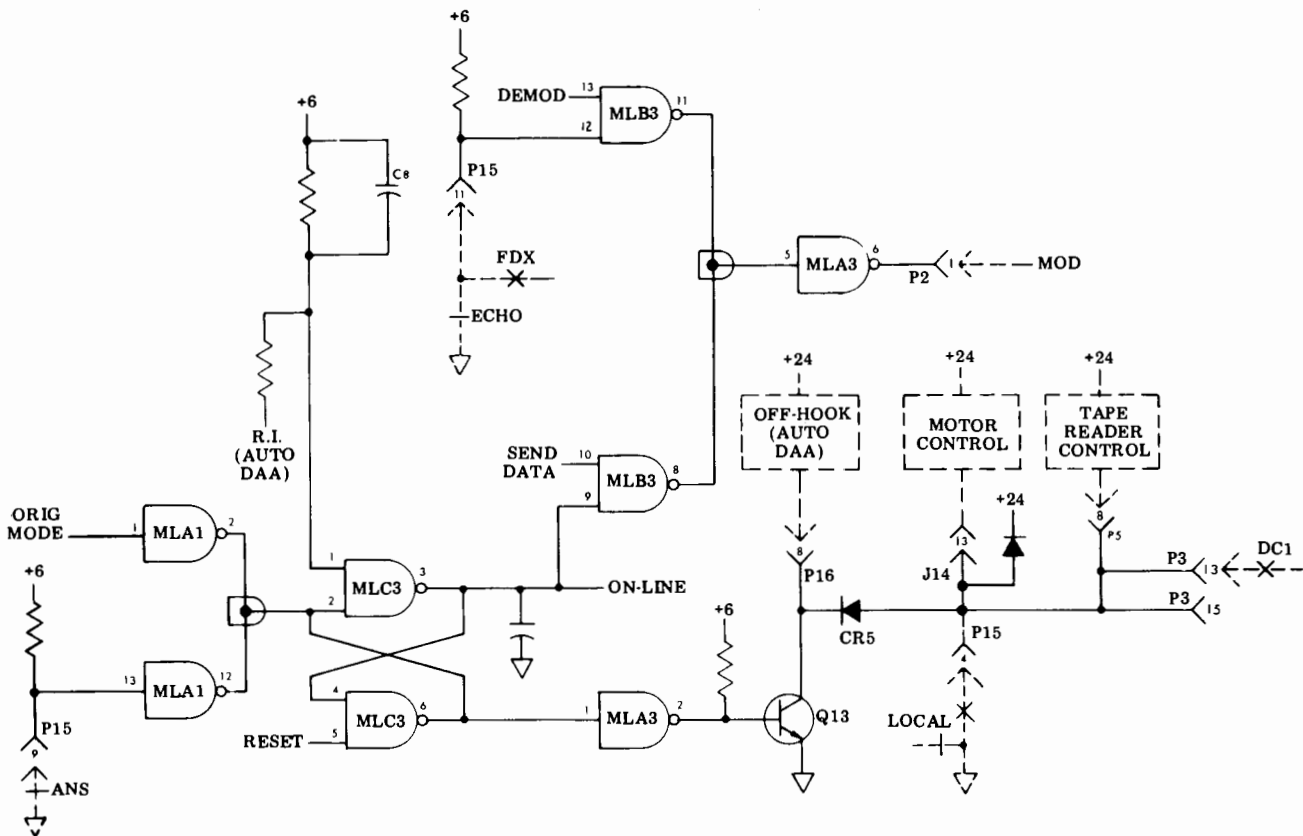 +6
+6
DEMOD
13
MLB3
11
12
P15
11
C8
FDX
ECHO
5
MLA3
6
P2
1
MOD
R.I.
(AUTO
DAA)
SEND
DATA
10
MLB3
8
9
+24
OFF-HOOK
(AUTO
DAA)
+24
MOTOR
CONTROL
+24
TAPE
READER
CONTROL
ORIG
MODE
1
MLA1
2
+6
13
MLA1
12
P15
9
ANS
1
MLC3
3
2
ON-LINE
4
MLC3
6
RESET
5
1
MLA3
2
+6
Q13
8
P16
CR5
13
J14
+24
P15
4
LOCAL
8
P5
P3
13
DC1
P3
15